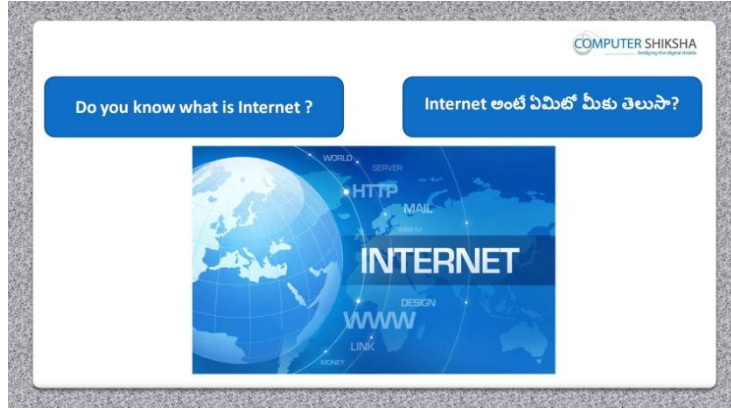 COMPUTER SHIKSHA
bridging the digital divide
Do you know what is Internet ?
Internet అంటే ఏమిటో మీకు తెలుసా?
WORLD
SERVER
HTTP
MAIL
INTERNET
DESIGN
WWW
LINK
MONEY